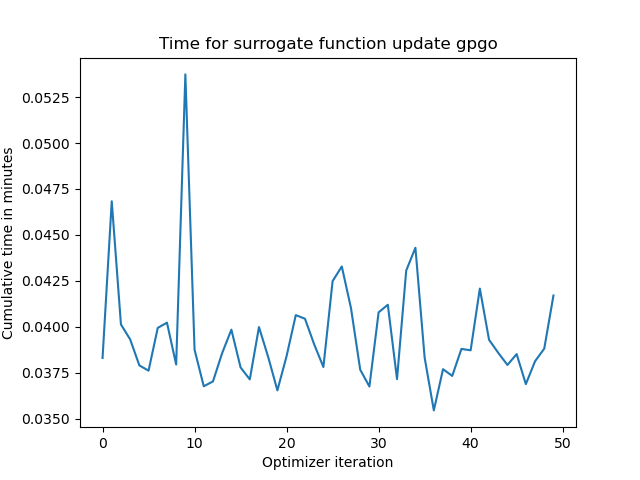 Time for surrogate function update gpgo
Cumulative time in minutes
0.0525
0.0500
0.0475
0.0450
0.0425
0.0400
0.0375
0.0350
0 10 20 30 40 50
Optimizer iteration